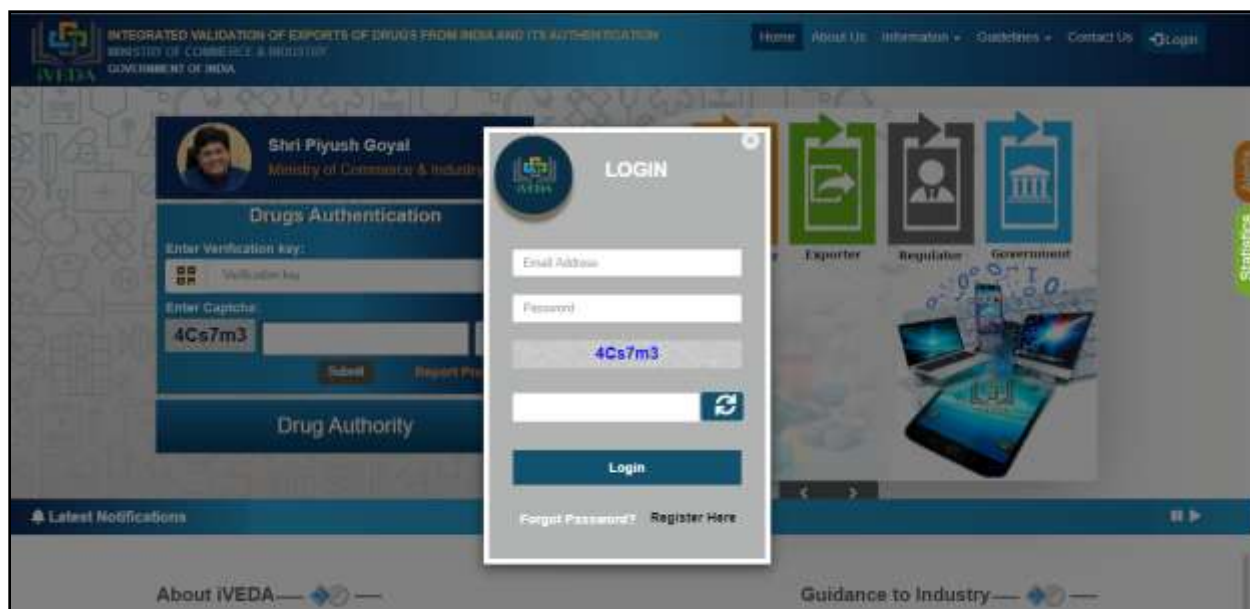 INTEGRATED VALIDATION OF EXPORTS OF DRUGS FROM INDIA AND ITS AUTHENTICATION
MINISTRY OF COMMERCE & INDUSTRY
GOVERNMENT OF INDIA
iVEDA
Home About Us Information Guidelines Contact Us Login
Shri Piyush Goyal
Ministry of Commerce & Industry
Drugs Authentication
Enter Verification key:
Verification key
Enter Captcha:
4Cs7m3
Submit Report Pro
Drug Authority
iVEDA
LOGIN
Email Address
Password
4Cs7m3
Login
Forgot Password? Register Here
Exporter Regulator Government
Statistics
Latest Notifications
About iVEDA
Guidance to Industry